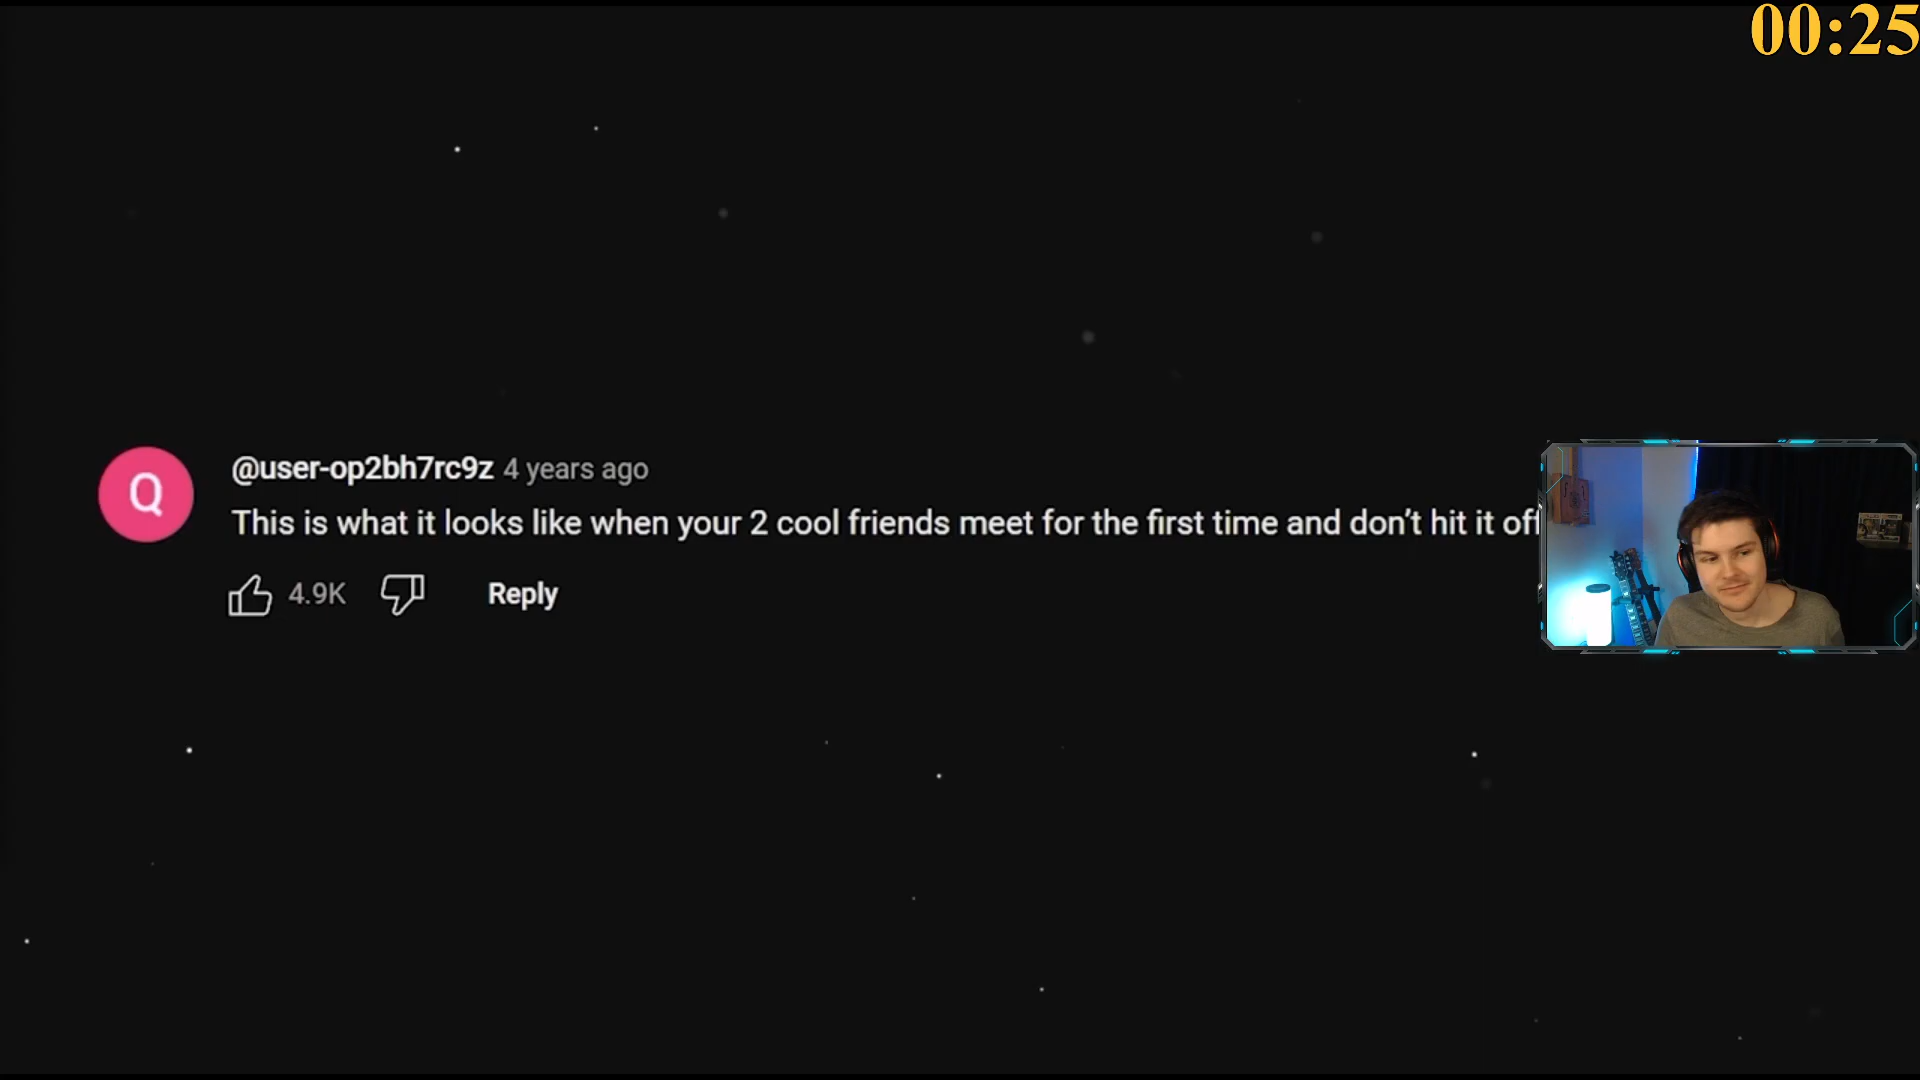 00:25
Q
@user-op2bh7rc9z 4 years ago
This is what it looks like when your 2 cool friends meet for the first time and don’t hit it off
4.9K Reply